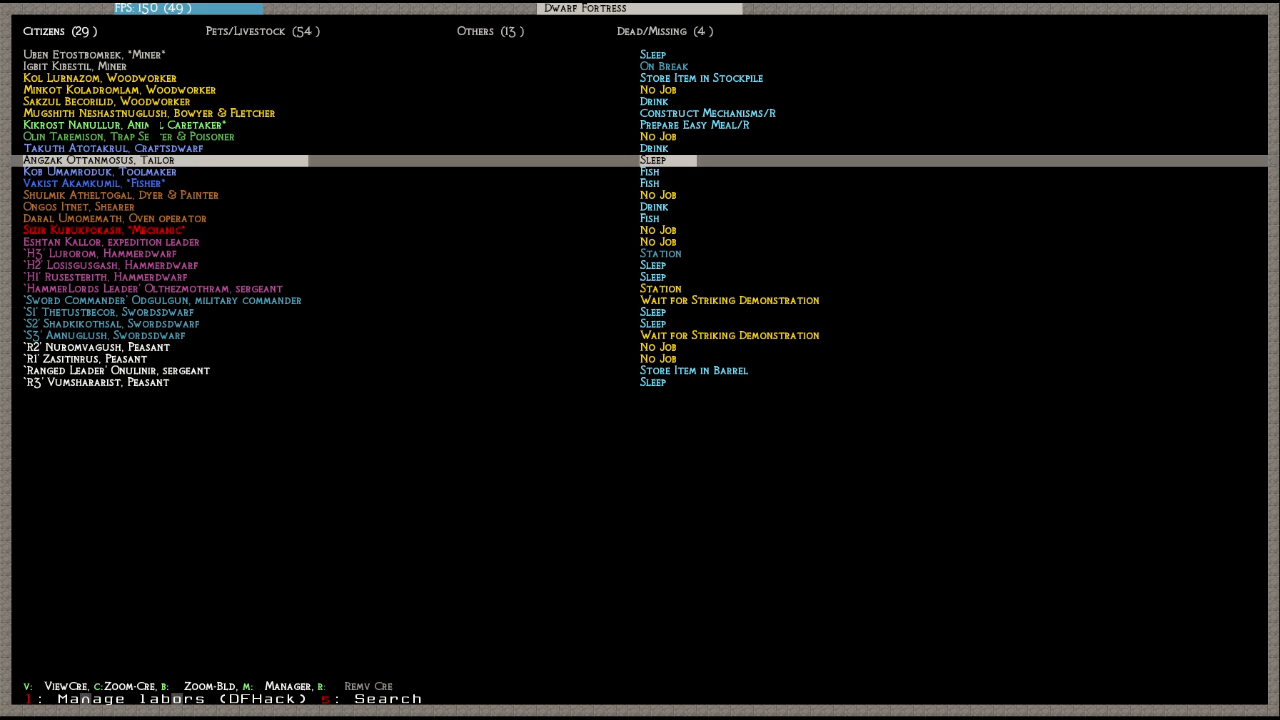 FPS: 150 (49 ) Dwarf Fortress
Citizens (29 ) Pets/Livestock (54 ) Others (13 ) Dead/Missing (4 )
Uben Etostbomrek, *Miner* Sleep
Igbit Kibestil, Miner On Break
Kol Lurnazom, Woodworker Store Item in Stockpile
Minkot Koladromlam, Woodworker No Job
Sakzul Becorilid, Woodworker Drink
Mugshith Neshastnuglush, Bowyer & Fletcher Construct Mechanisms/R
Kikrost Nanullur, Caretaker* Prepare Easy Meal/R
Olin Taremison, Trap & Poisoner No Job
Takuth Atotakrul, Craftsdwarf Drink
Angzak Ottanmosus, Tailor Sleep
Kob Umamroduk, Toolmaker Fish
Vakist Akamkumil, *Fisher* Fish
Shulmik Atheltogal, Dyer & Painter No Job
Ongos Itnet, Shearer Drink
Daral Umomemath, Oven operator Fish
Sizir Kubukfokash, *Mechanic* No Job
Eshtan Kallor, expedition leader No Job
`H3' Lurorom, Hammerdwarf Station
`H2' Losisgusgash, Hammerdwarf Sleep
`H1' Rusesterith, Hammerdwarf Sleep
`HammerLords Leader' Olthezmothram, sergeant Station
`Sword Commander' Odgulgun, military commander Wait for Striking Demonstration
`S1' Thetustbecor, Swordsdwarf Sleep
`S2' Shadkikothsal, Swordsdwarf Sleep
`S3' Amnuglush, Swordsdwarf Wait for Striking Demonstration
`R2' Nuromvagush, Peasant No Job
`R1' Zasitinrus, Peasant No Job
`Ranged Leader' Onulinir, sergeant Store Item in Barrel
`R3' Vumshararist, Peasant Sleep
v: ViewCre, c:Zoom-Cre, b: Zoom-Bld, m: Manager, r: Remv Cre
l: Manage labors (DFHack) s: Search